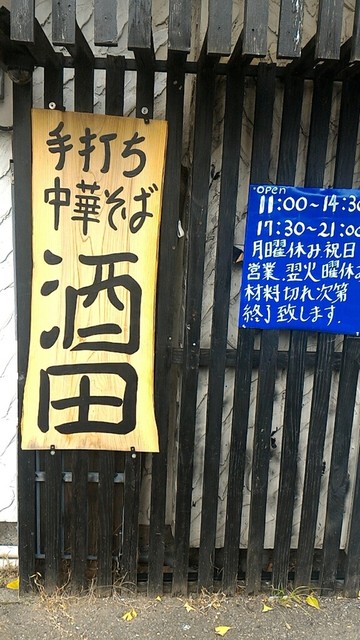 手打ち
中華そば
酒田
open
11:00~14:30
17:30~21:00
月曜休み祝日
営業.翌火曜休み
材料切れ次第
終了致します.